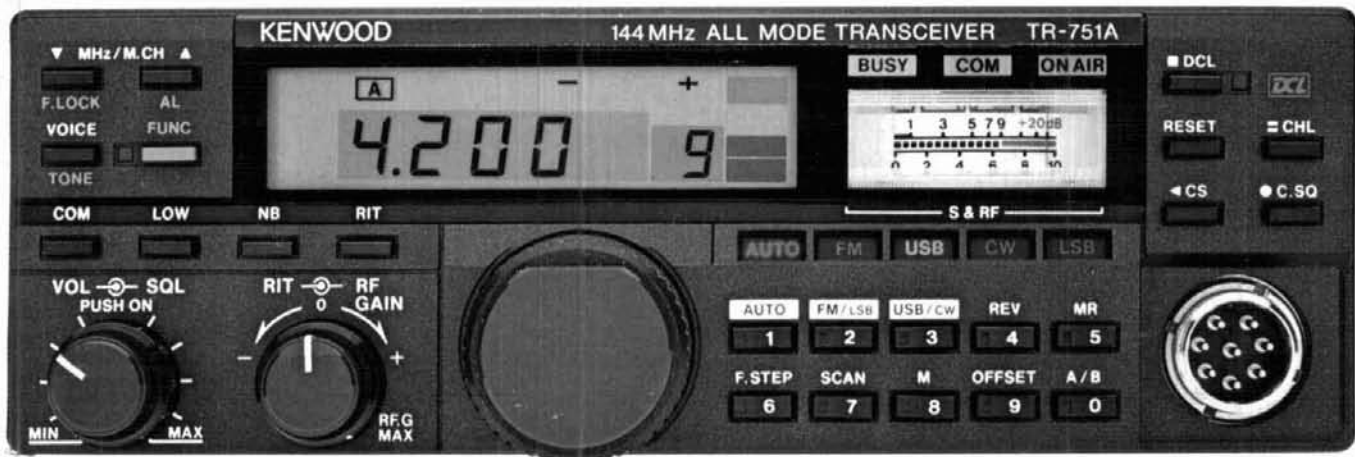 KENWOOD
144 MHz ALL MODE TRANSCEIVER TR-751A
▼ MHz/M.CH ▲
F.LOCK AL
VOICE FUNC
TONE
A − +
4.200 9
BUSY COM ON AIR
1 3 5 7 9 +20dB
0 2 4 6 8 10
S & RF
■ DCL DCL
RESET = CHL
◄ CS ● C.SQ
COM LOW NB RIT
AUTO FM USB CW LSB
VOL SQL
PUSH ON
MIN MAX
RIT RF
0 GAIN
− +
RF.G
MAX
AUTO FM/LSB USB/CW REV MR
1 2 3 4 5
F.STEP SCAN M OFFSET A/B
6 7 8 9 0